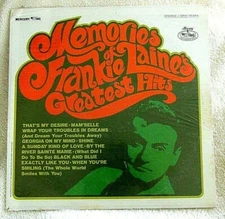 Memories
of
Frankie Laine's
Greatest Hits
THAT'S MY DESIRE · MAM'SELLE
WRAP YOUR TROUBLES IN DREAMS
(And Dream Your Troubles Away)
GEORGIA ON MY MIND · SHINE
A SUNDAY KIND OF LOVE · BY THE
RIVER SAINTE MARIE · (What Did I
Do To Be So) BLACK AND BLUE
EXACTLY LIKE YOU · WHEN YOU'RE
SMILING (The Whole World
Smiles With You)